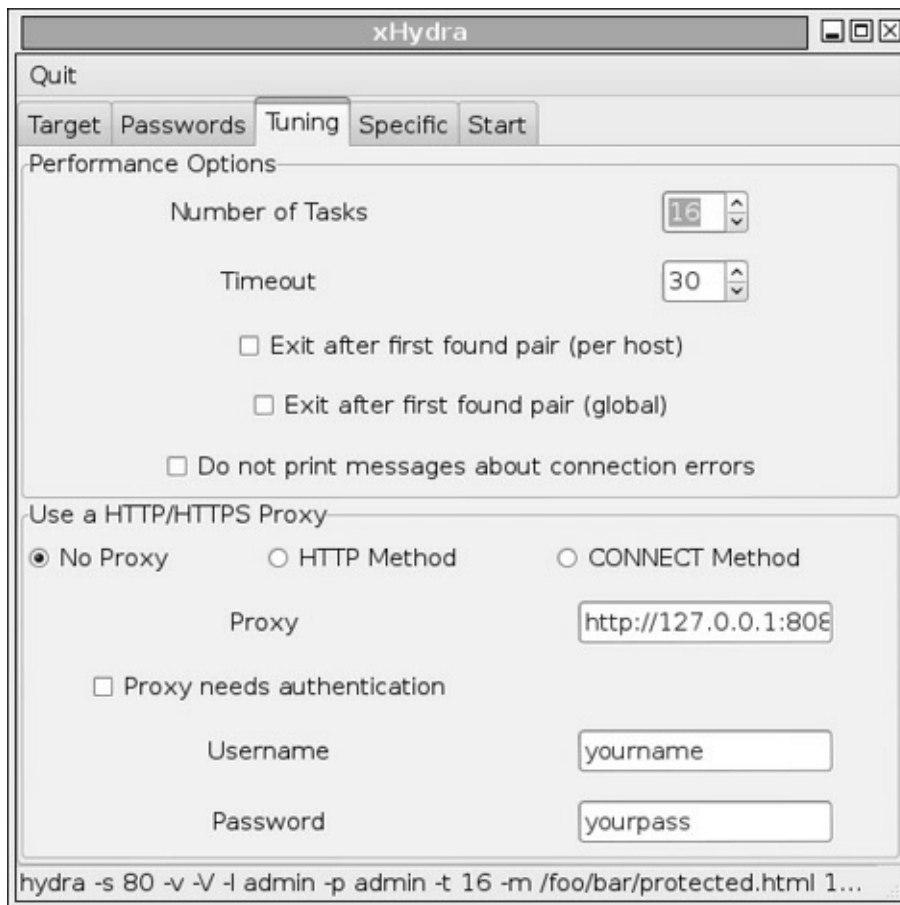 xHydra
Quit
Target Passwords Tuning Specific Start
Performance Options
Number of Tasks 16
Timeout 30
Exit after first found pair (per host)
Exit after first found pair (global)
Do not print messages about connection errors
Use a HTTP/HTTPS Proxy
No Proxy HTTP Method CONNECT Method
Proxy http://127.0.0.1:808
Proxy needs authentication
Username yourname
Password yourpass
hydra -s 80 -v -V -l admin -p admin -t 16 -m /foo/bar/protected.html 1...